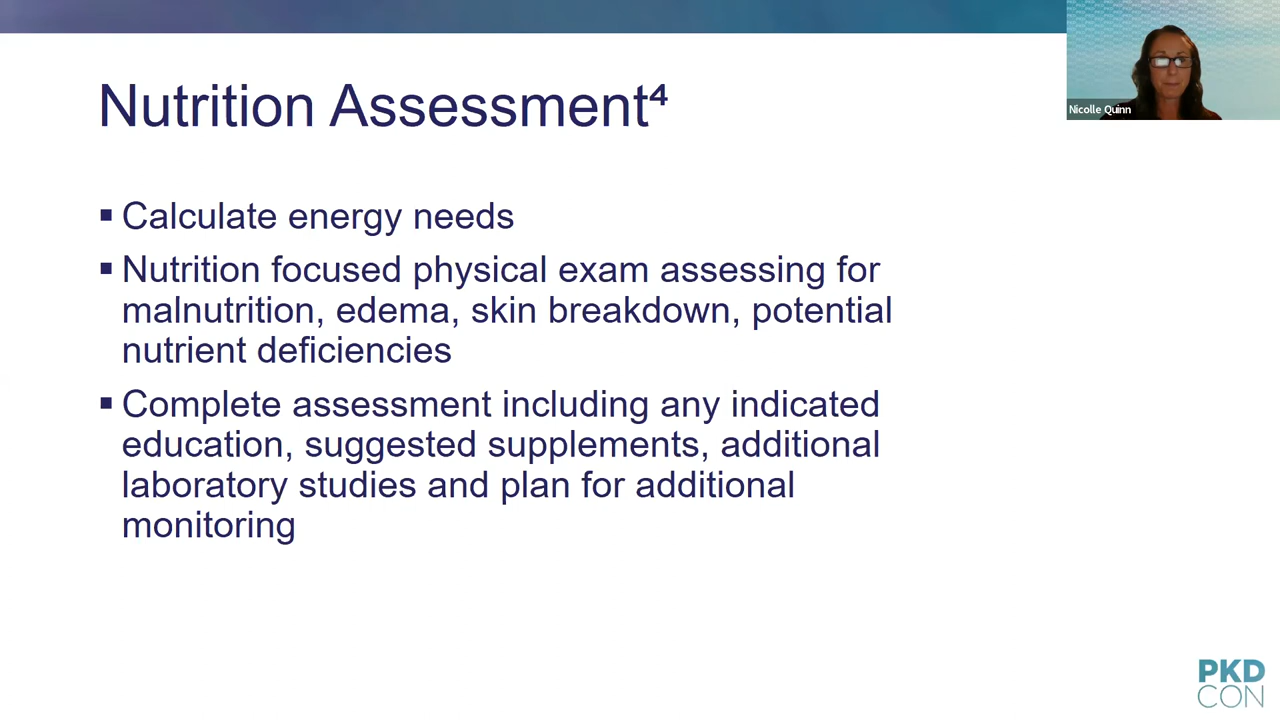 Nutrition Assessment⁴
Nicolle Quinn
▪ Calculate energy needs
▪ Nutrition focused physical exam assessing for
malnutrition, edema, skin breakdown, potential
nutrient deficiencies
▪ Complete assessment including any indicated
education, suggested supplements, additional
laboratory studies and plan for additional
monitoring
PKD
CON